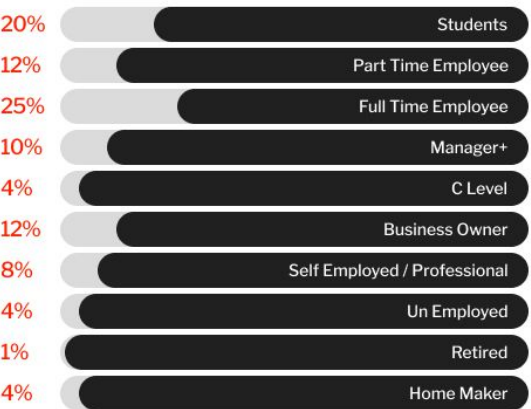 20% Students
12% Part Time Employee
25% Full Time Employee
10% Manager+
4% C Level
12% Business Owner
8% Self Employed / Professional
4% Un Employed
1% Retired
4% Home Maker